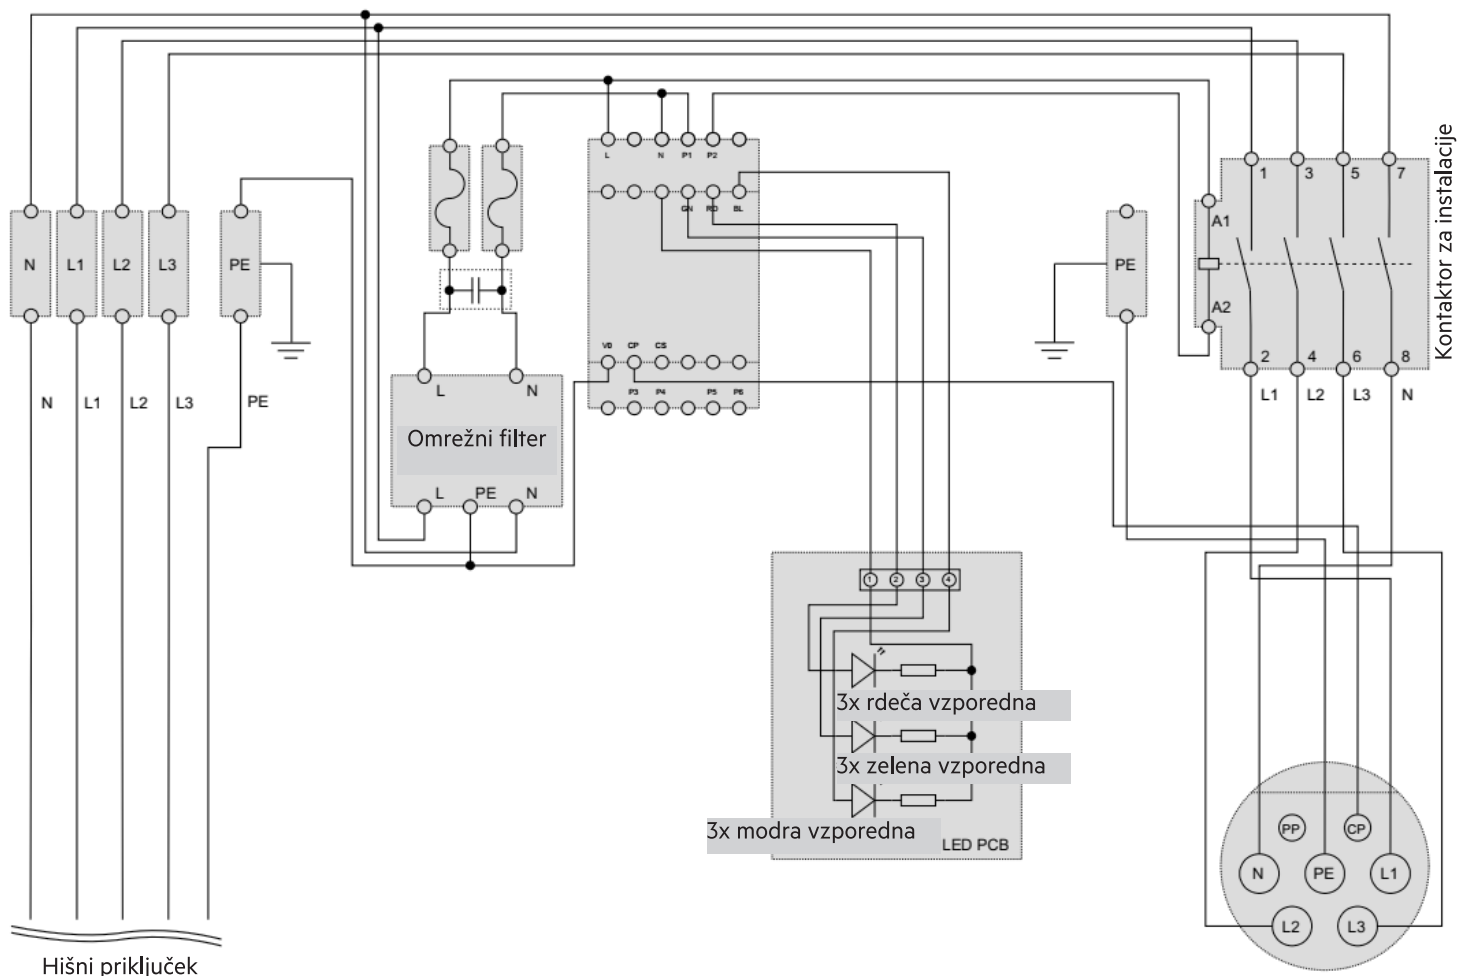 L N P1 P2
GN RD BL
V0 CP CS
P3 P4 P5 P6
N L1 L2 L3 PE
N L1 L2 L3 PE
L N
Omrežni filter
L PE N
PE
1 3 5 7
A1
A2
2 4 6 8
L1 L2 L3 N
Kontaktor za instalacije
1 2 3 4
3x rdeča vzporedna
3x zelena vzporedna
3x modra vzporedna
LED PCB
PP CP
N PE L1
L2 L3
Hišni priključek